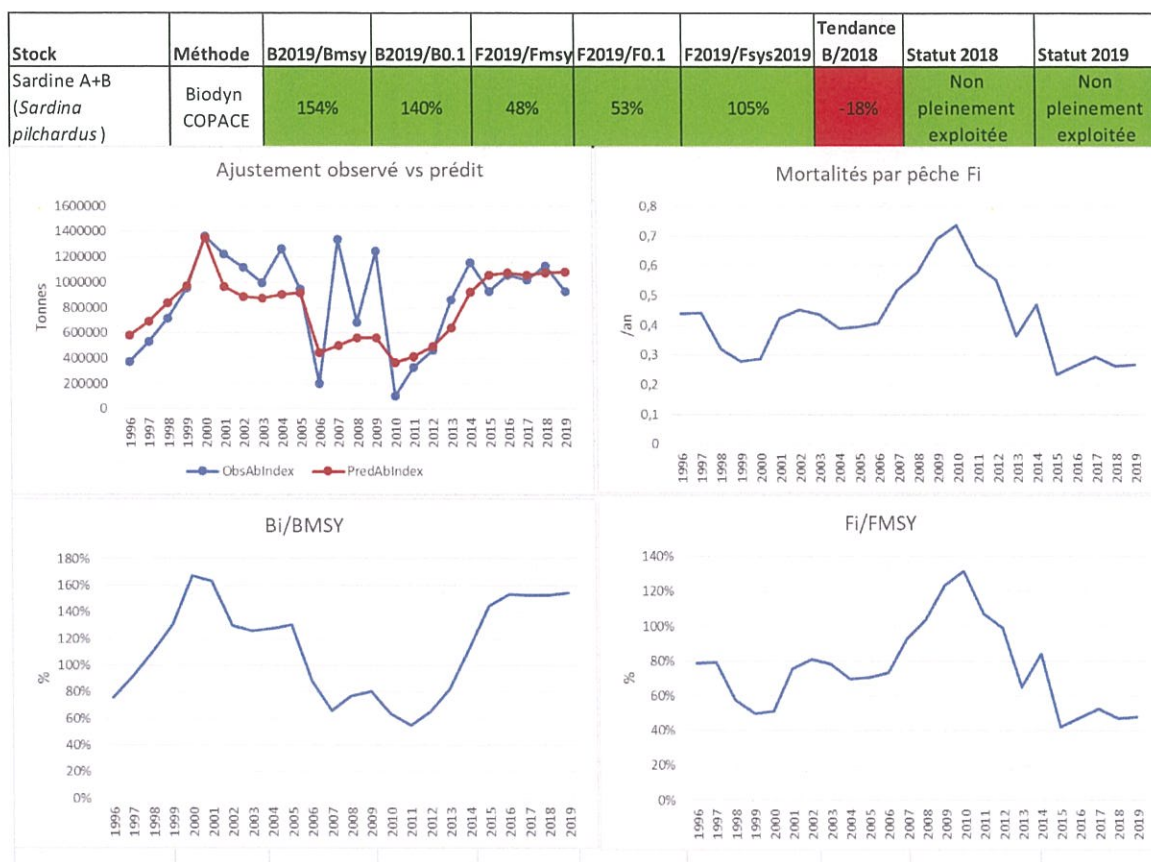 Stock Méthode B2019/Bmsy B2019/B0.1 F2019/Fmsy F2019/F0.1 F2019/Fsys2019 Tendance B/2018 Statut 2018 Statut 2019
Sardine A+B (Sardina pilchardus) Biodyn COPACE 154% 140% 48% 53% 105% -18% Non pleinement exploitée Non pleinement exploitée
Ajustement observé vs prédit
Tonnes
1600000
1400000
1200000
1000000
800000
600000
400000
200000
0
1996 1997 1998 1999 2000 2001 2002 2003 2004 2005 2006 2007 2008 2009 2010 2011 2012 2013 2014 2015 2016 2017 2018 2019
ObsAbIndex PredAbIndex
Mortalités par pêche Fi
/an
0,8
0,7
0,6
0,5
0,4
0,3
0,2
0,1
0
1996 1997 1998 1999 2000 2001 2002 2003 2004 2005 2006 2007 2008 2009 2010 2011 2012 2013 2014 2015 2016 2017 2018 2019
Bi/BMSY
%
180%
160%
140%
120%
100%
80%
60%
40%
20%
0%
1996 1997 1998 1999 2000 2001 2002 2003 2004 2005 2006 2007 2008 2009 2010 2011 2012 2013 2014 2015 2016 2017 2018 2019
Fi/FMSY
%
140%
120%
100%
80%
60%
40%
20%
0%
1996 1997 1998 1999 2000 2001 2002 2003 2004 2005 2006 2007 2008 2009 2010 2011 2012 2013 2014 2015 2016 2017 2018 2019